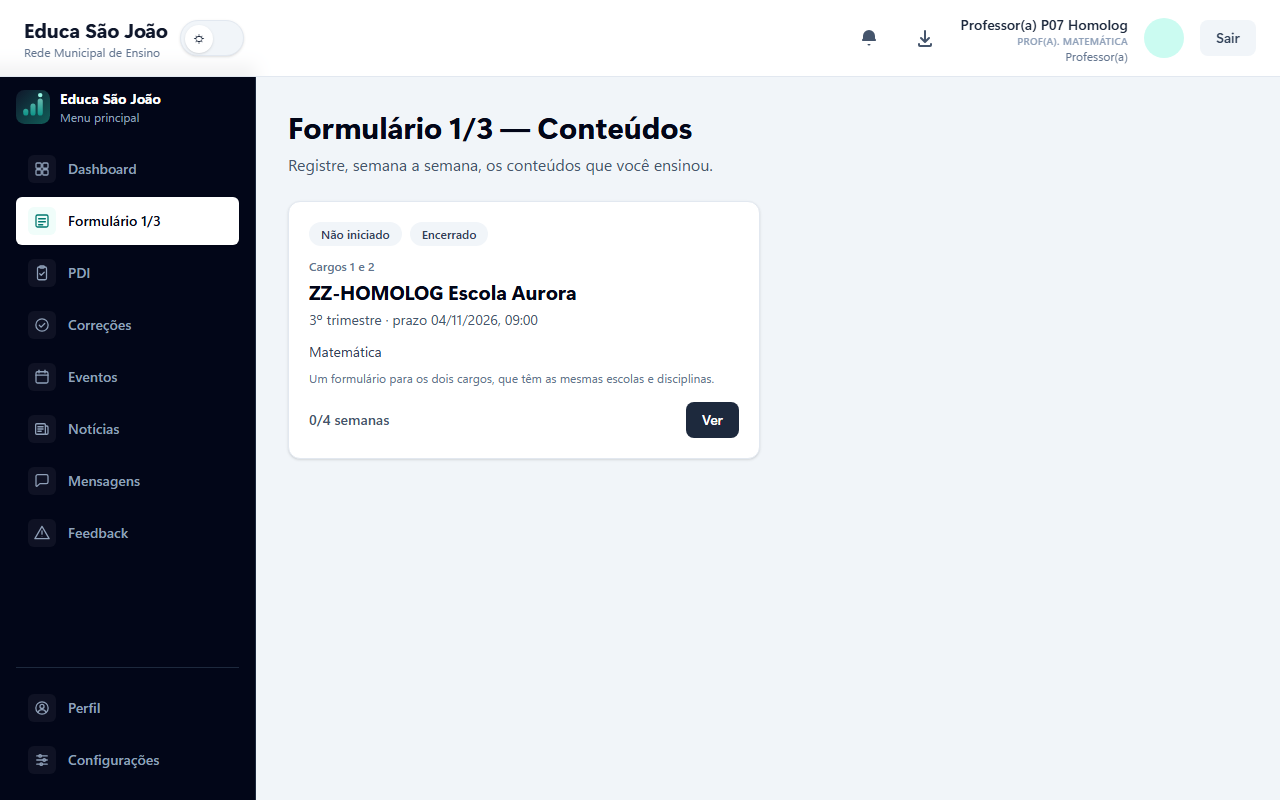 Educa São João
Rede Municipal de Ensino
Professor(a) P07 Homolog
PROF(A). MATEMÁTICA
Professor(a)
Sair
Educa São João
Menu principal
Dashboard
Formulário 1/3
PDI
Correções
Eventos
Notícias
Mensagens
Feedback
Perfil
Configurações
Formulário 1/3 — Conteúdos
Registre, semana a semana, os conteúdos que você ensinou.
Não iniciado
Encerrado
Cargos 1 e 2
ZZ-HOMOLOG Escola Aurora
3º trimestre · prazo 04/11/2026, 09:00
Matemática
Um formulário para os dois cargos, que têm as mesmas escolas e disciplinas.
0/4 semanas
Ver